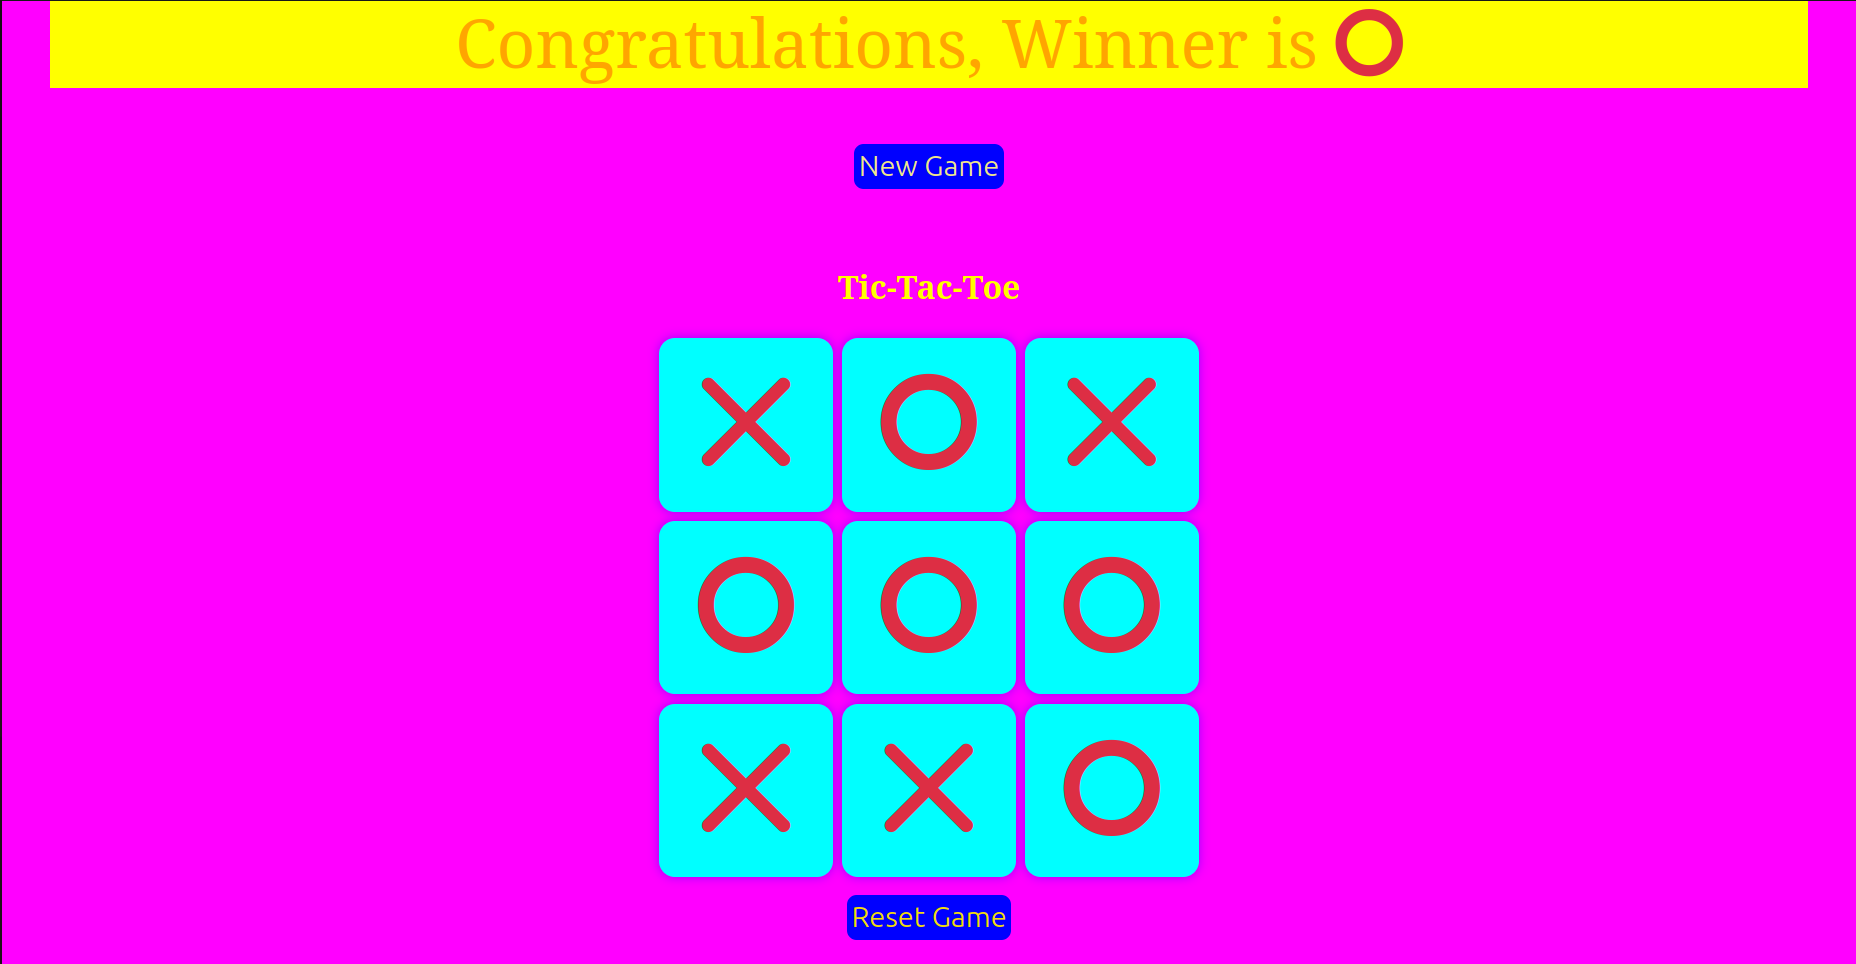 Congratulations, Winner is ⭕
New Game
Tic-Tac-Toe
❌ ⭕ ❌
⭕ ⭕ ⭕
❌ ❌ ⭕
Reset Game